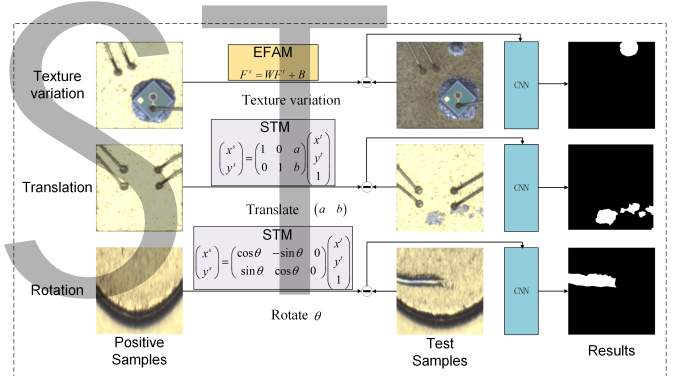 ST
EFAM
F^s = WF^t + B
Texture
variation
Texture variation
CNN
STM
(x^s y^s) = (1 0 a 0 1 b) (x^t y^t 1)
Translation
Translate (a b)
CNN
STM
(x^s y^s) = (cosθ −sinθ 0 sinθ cosθ 0) (x^t y^t 1)
Rotation
Rotate θ
CNN
Positive
Samples
Test
Samples
Results